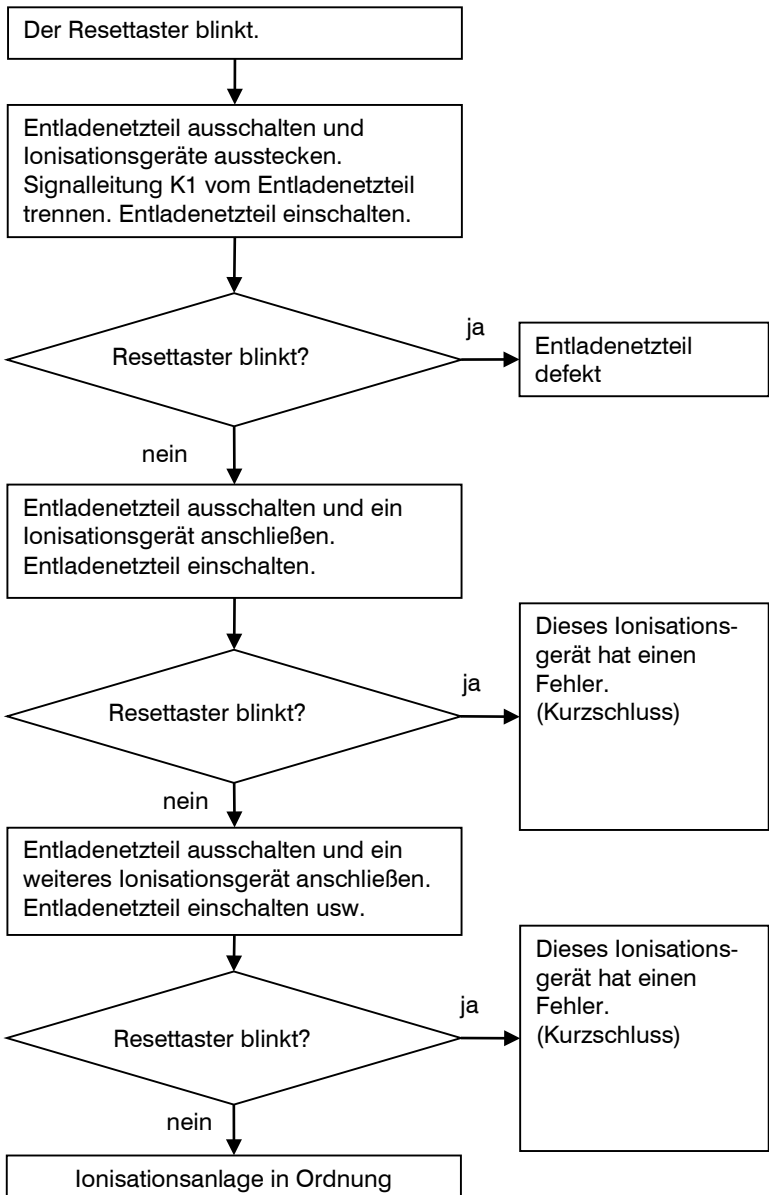 Der Resettaster blinkt.
Entladenetzteil ausschalten und
Ionisationsgeräte ausstecken.
Signalleitung K1 vom Entladenetzteil
trennen. Entladenetzteil einschalten.
Resettaster blinkt?
ja
Entladenetzteil
defekt
nein
Entladenetzteil ausschalten und ein
Ionisationsgerät anschließen.
Entladenetzteil einschalten.
Resettaster blinkt?
ja
Dieses Ionisations-
gerät hat einen
Fehler.
(Kurzschluss)
nein
Entladenetzteil ausschalten und ein
weiteres Ionisationsgerät anschließen.
Entladenetzteil einschalten usw.
Resettaster blinkt?
ja
Dieses Ionisations-
gerät hat einen
Fehler.
(Kurzschluss)
nein
Ionisationsanlage in Ordnung